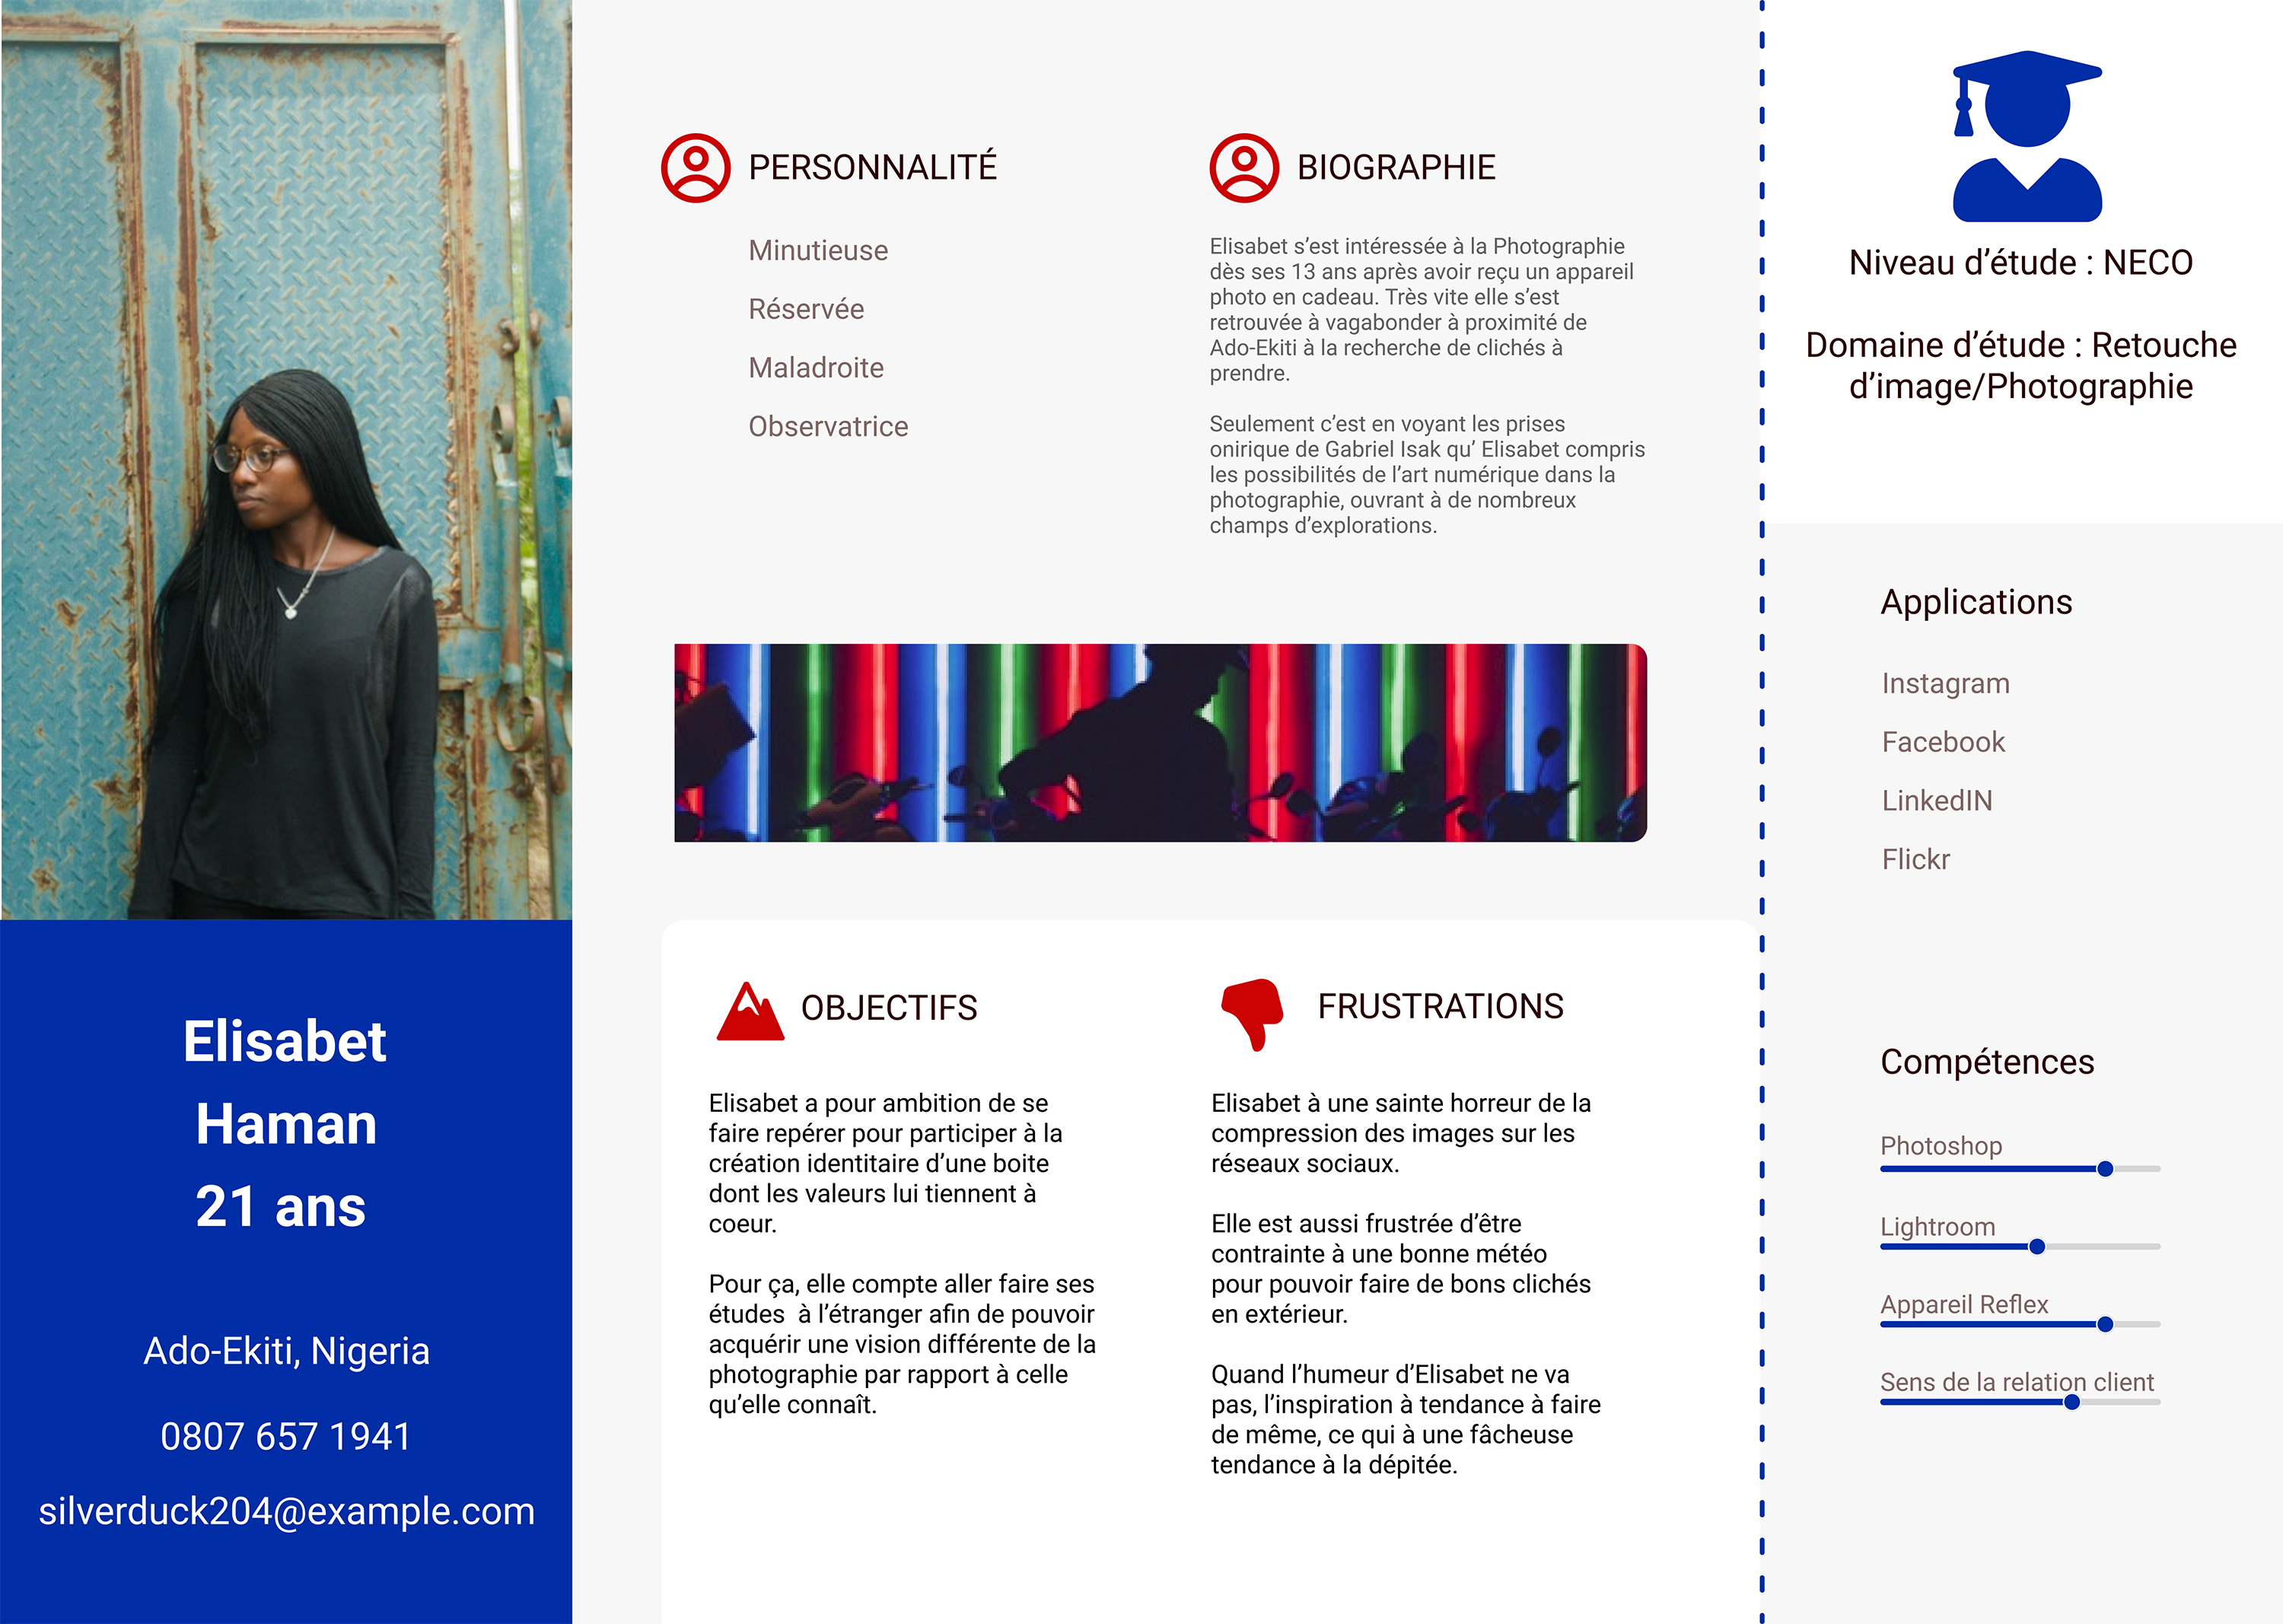 Elisabet
Haman
21 ans
Ado-Ekiti, Nigeria
0807 657 1941
silverduck204@example.com
PERSONNALITÉ
Minutieuse
Réservée
Maladroite
Observatrice
BIOGRAPHIE
Elisabet s’est intéressée à la Photographie
dès ses 13 ans après avoir reçu un appareil
photo en cadeau. Très vite elle s’est
retrouvée à vagabonder à proximité de
Ado-Ekiti à la recherche de clichés à
prendre.
Seulement c’est en voyant les prises
onirique de Gabriel Isak qu’ Elisabet compris
les possibilités de l’art numérique dans la
photographie, ouvrant à de nombreux
champs d’explorations.
OBJECTIFS
Elisabet a pour ambition de se
faire repérer pour participer à la
création identitaire d’une boite
dont les valeurs lui tiennent à
coeur.
Pour ça, elle compte aller faire ses
études  à l’étranger afin de pouvoir
acquérir une vision différente de la
photographie par rapport à celle
qu’elle connaît.
FRUSTRATIONS
Elisabet à une sainte horreur de la
compression des images sur les
réseaux sociaux.
Elle est aussi frustrée d’être
contrainte à une bonne météo
pour pouvoir faire de bons clichés
en extérieur.
Quand l’humeur d’Elisabet ne va
pas, l’inspiration à tendance à faire
de même, ce qui à une fâcheuse
tendance à la dépitée.
Niveau d’étude : NECO
Domaine d’étude : Retouche
d’image/Photographie
Applications
Instagram
Facebook
LinkedIN
Flickr
Compétences
Photoshop
Lightroom
Appareil Reflex
Sens de la relation client